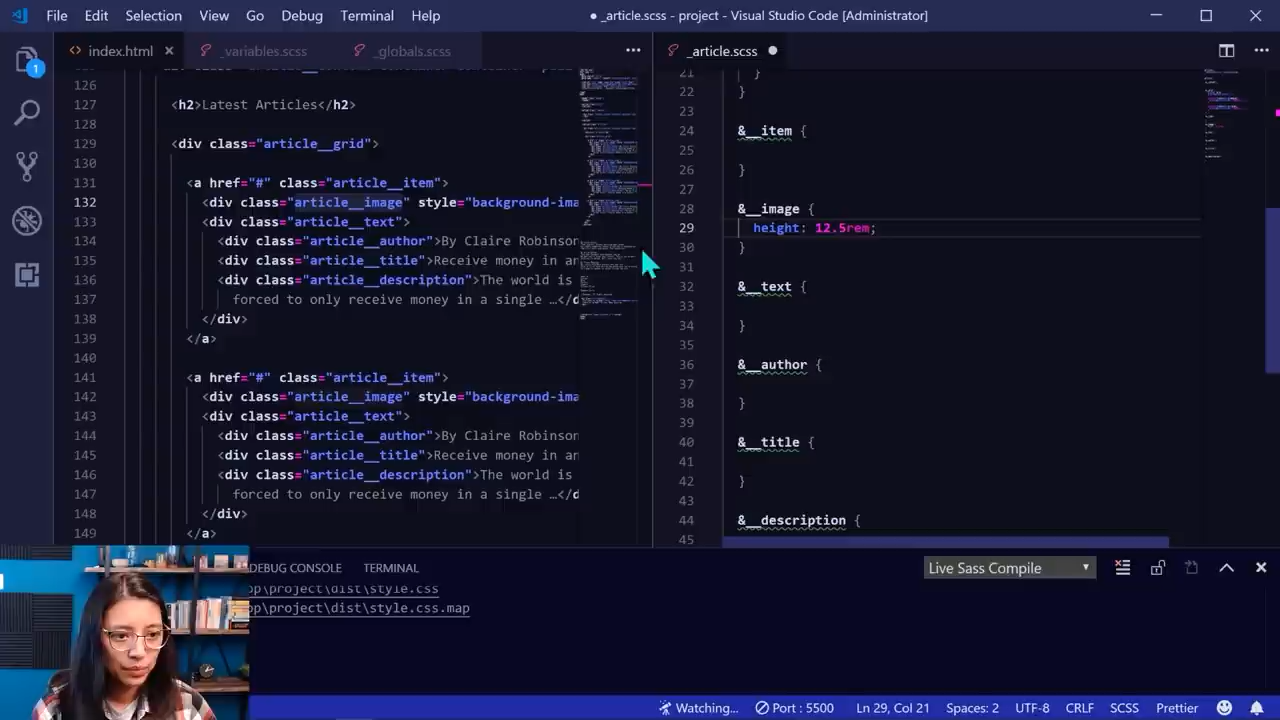 File Edit Selection View Go Debug Terminal Help ● _article.scss - project - Visual Studio Code [Administrator]
index.html _variables.scss _globals.scss
126
127 <h2>Latest Articles</h2>
128
129 <div class="article__grid">
130
131 <a href="#" class="article__item">
132 <div class="article__image" style="background-ima
133 <div class="article__text">
134 <div class="article__author">By Claire Robinson
135 <div class="article__title">Receive money in an
136 <div class="article__description">The world is
137 forced to only receive money in a single …</d
138 </div>
139 </a>
140
141 <a href="#" class="article__item">
142 <div class="article__image" style="background-ima
143 <div class="article__text">
144 <div class="article__author">By Claire Robinson
145 <div class="article__title">Receive money in an
146 <div class="article__description">The world is
147 forced to only receive money in a single …</d
148 </div>
149 </a>
_article.scss
21 }
22 }
23
24 &__item {
25
26 }
27
28 &__image {
29 height: 12.5rem;
30 }
31
32 &__text {
33
34 }
35
36 &__author {
37
38 }
39
40 &__title {
41
42 }
43
44 &__description {
45
1
DEBUG CONSOLE TERMINAL Live Sass Compile
op\project\dist\style.css
op\project\dist\style.css.map
Watching... Port : 5500 Ln 29, Col 21 Spaces: 2 UTF-8 CRLF SCSS Prettier